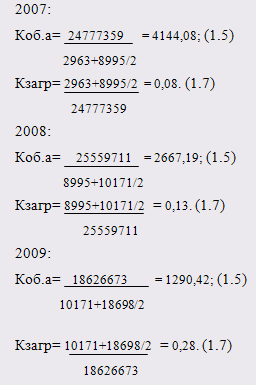 2007:
Коб.а= 24777359 = 4144,08; (1.5)
2963+8995/2
Кзагр= 2963+8995/2 = 0,08. (1.7)
24777359
2008:
Коб.а= 25559711 = 2667,19; (1.5)
8995+10171/2
Кзагр= 8995+10171/2 = 0,13. (1.7)
25559711
2009:
Коб.а= 18626673 = 1290,42; (1.5)
10171+18698/2
Кзагр= 10171+18698/2 = 0,28. (1.7)
18626673